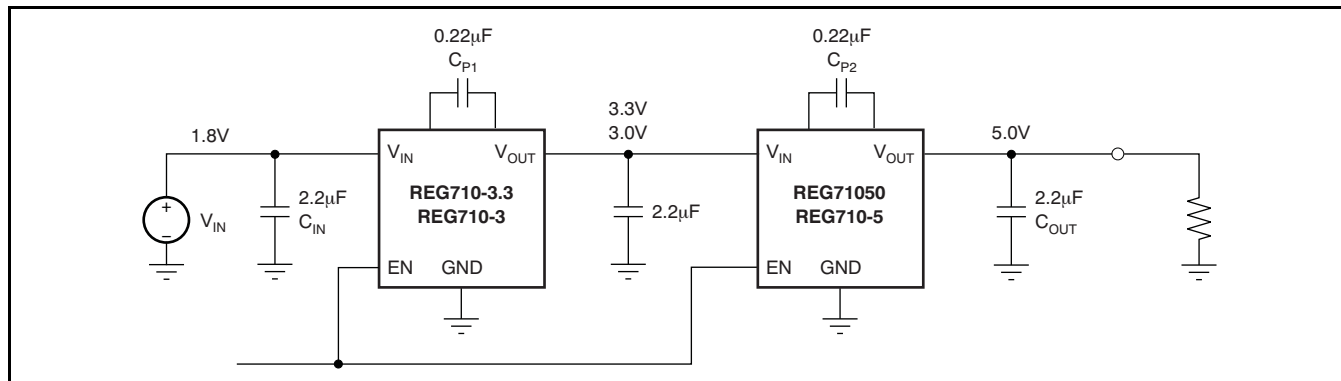 0.22μF
C_P1
0.22μF
C_P2
1.8V
3.3V
3.0V
5.0V
V_IN
V_OUT
V_IN
V_OUT
REG710-3.3
REG710-3
REG71050
REG710-5
+
−
V_IN
2.2μF
C_IN
2.2μF
2.2μF
C_OUT
EN
GND
EN
GND